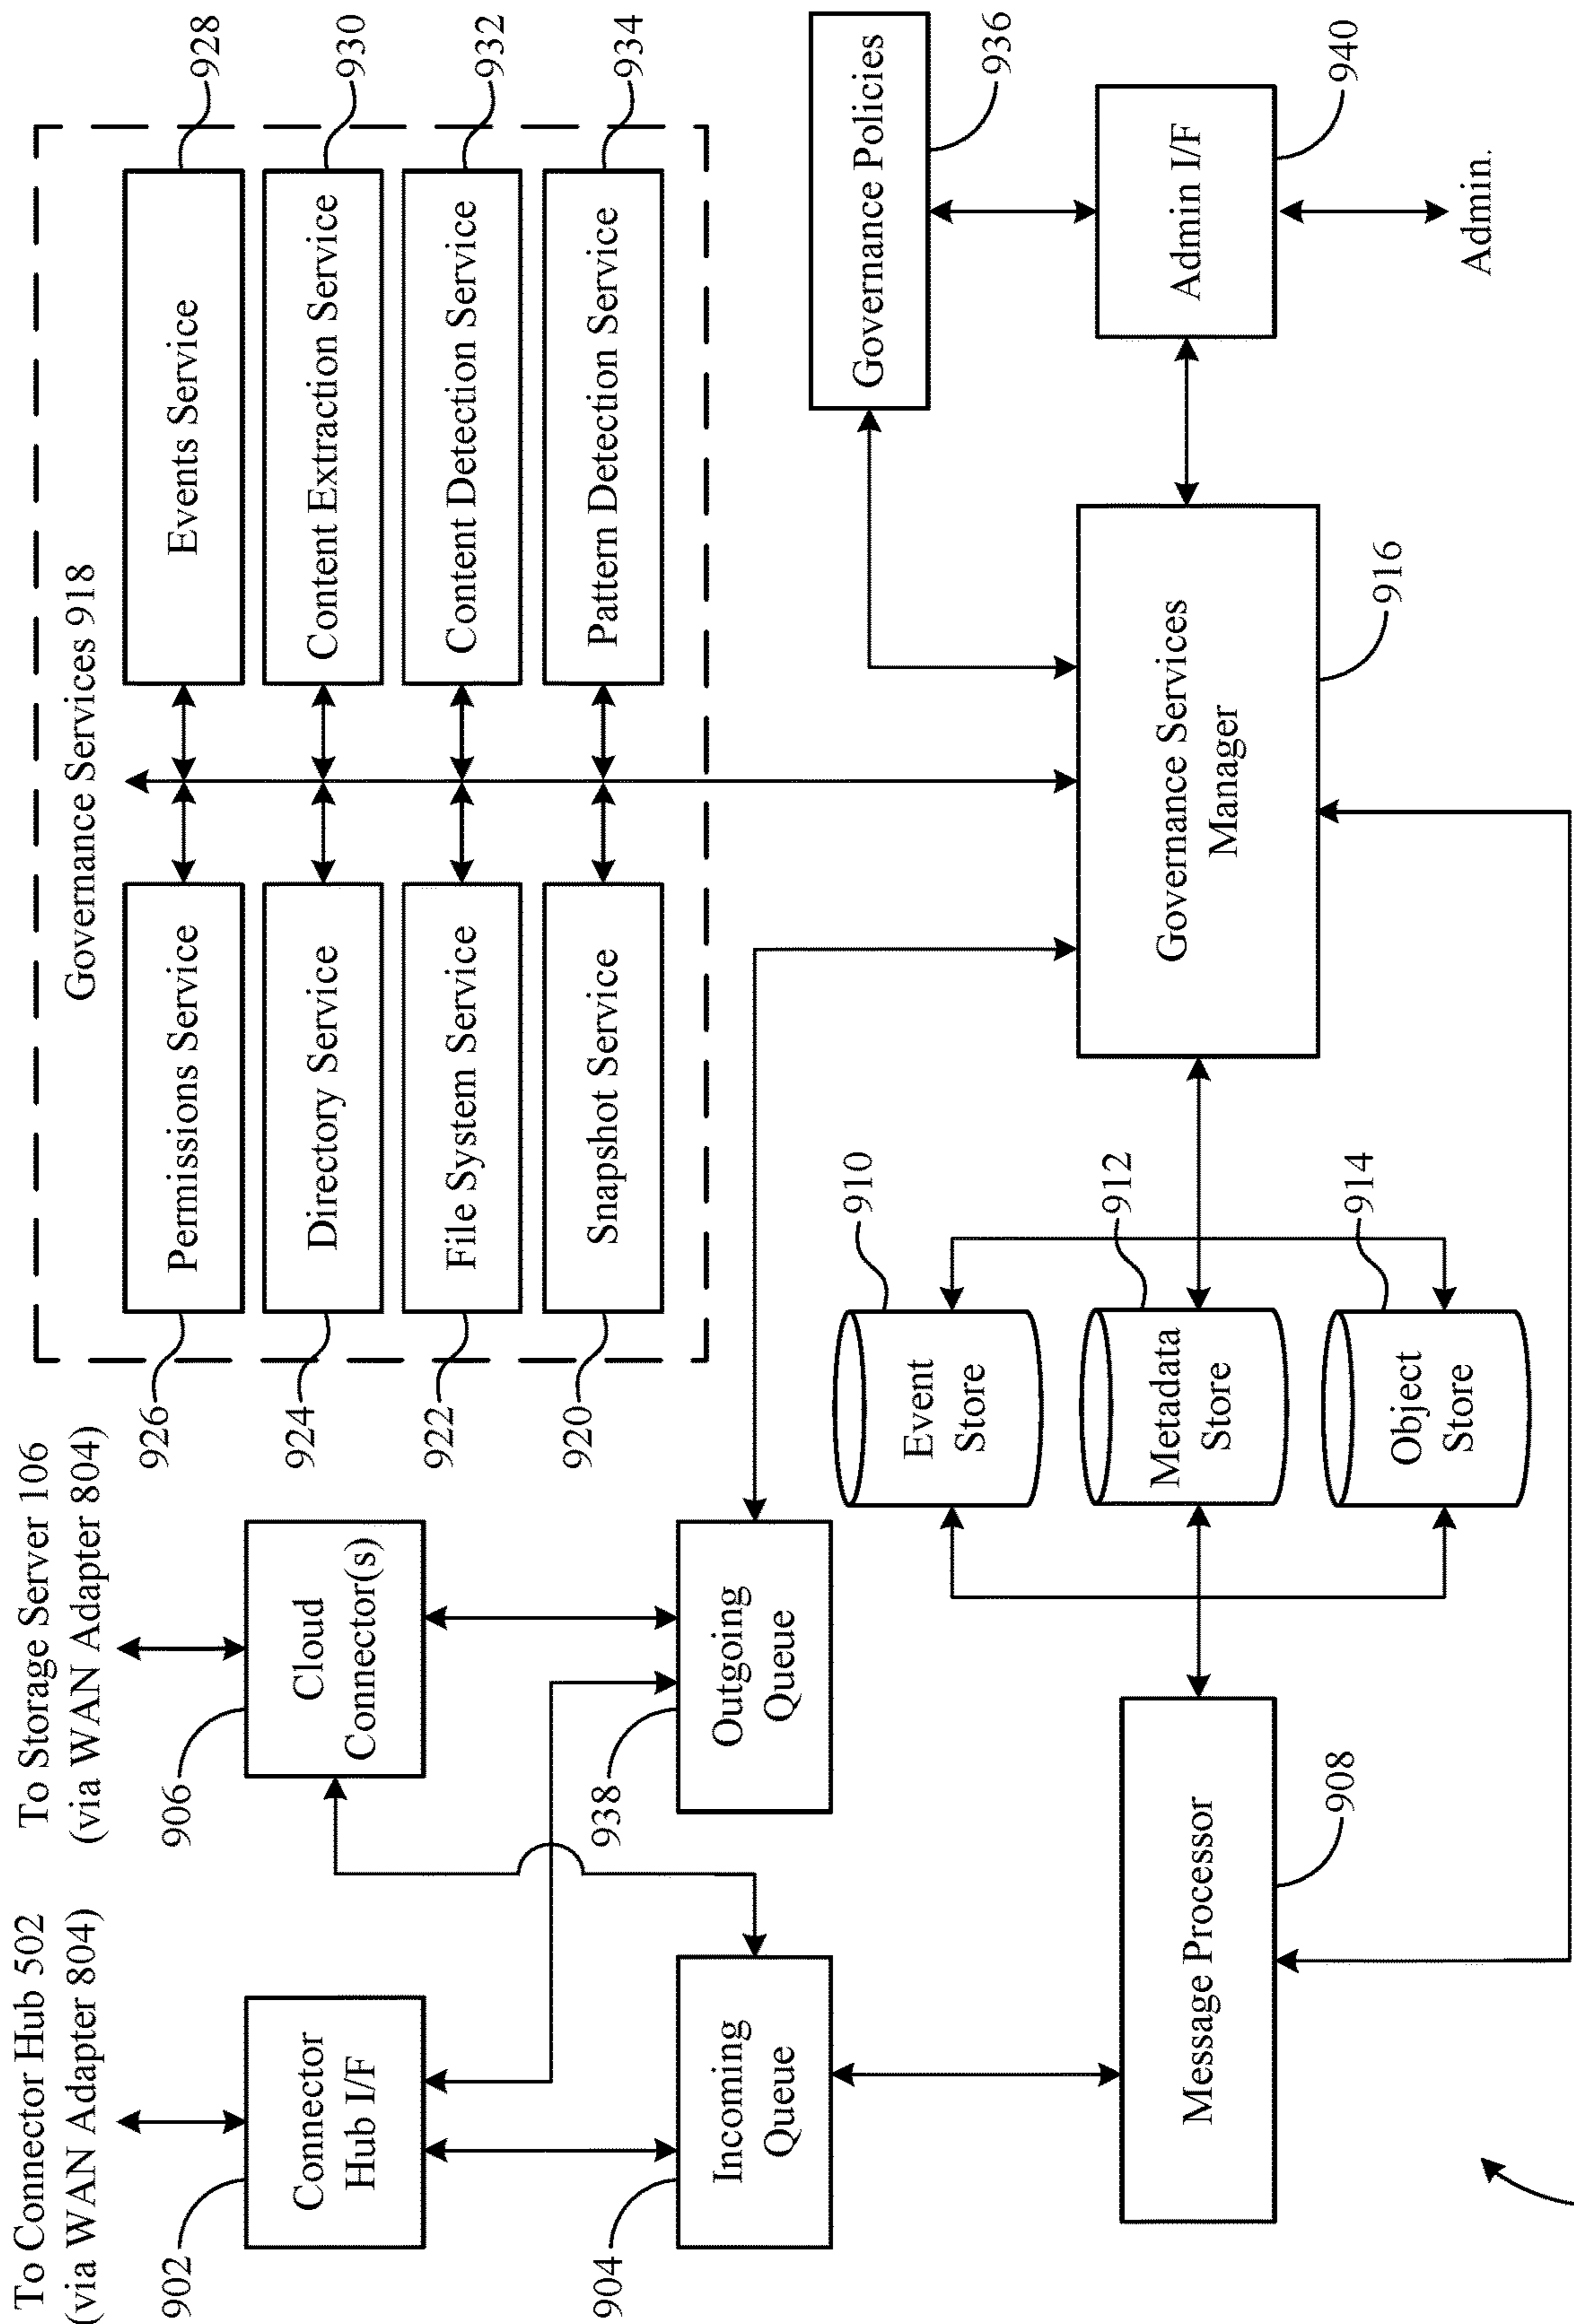 To Connector Hub 502
(via WAN Adapter 804)
To Storage Server 106
(via WAN Adapter 804)
Governance Services 918
902
Connector
Hub I/F
906
Cloud
Connector(s)
926
Permissions Service
Events Service
928
924
Directory Service
Content Extraction Service
930
922
File System Service
Content Detection Service
932
920
Snapshot Service
Pattern Detection Service
934
904
Incoming
Queue
938
Outgoing
Queue
Governance Policies
936
910
Event
Store
912
Metadata
Store
914
Object
Store
Message Processor
908
Governance Services
Manager
916
Admin I/F
940
Admin.